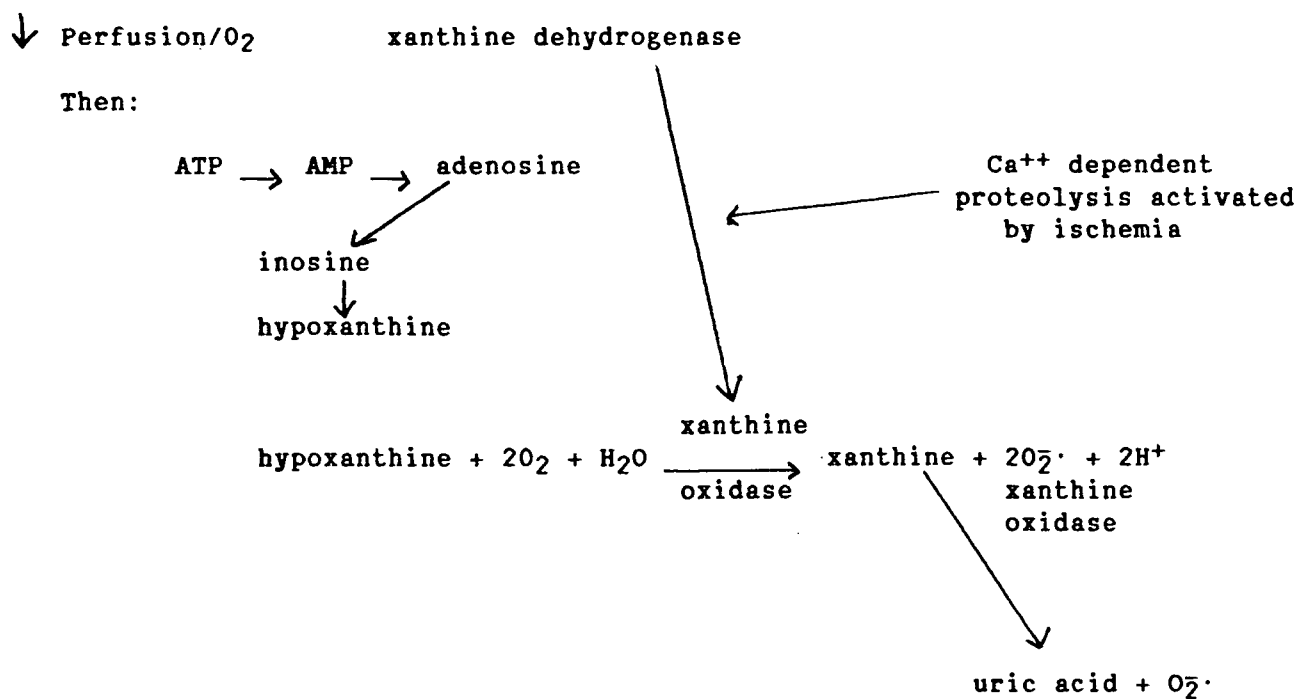 ↓ Perfusion/O₂ xanthine dehydrogenase
Then:
ATP → AMP → adenosine
Ca⁺⁺ dependent
proteolysis activated
by ischemia
inosine
hypoxanthine
xanthine
hypoxanthine + 2O₂ + H₂O → xanthine + 2O₂⁻· + 2H⁺
oxidase
xanthine
oxidase
uric acid + O₂⁻·